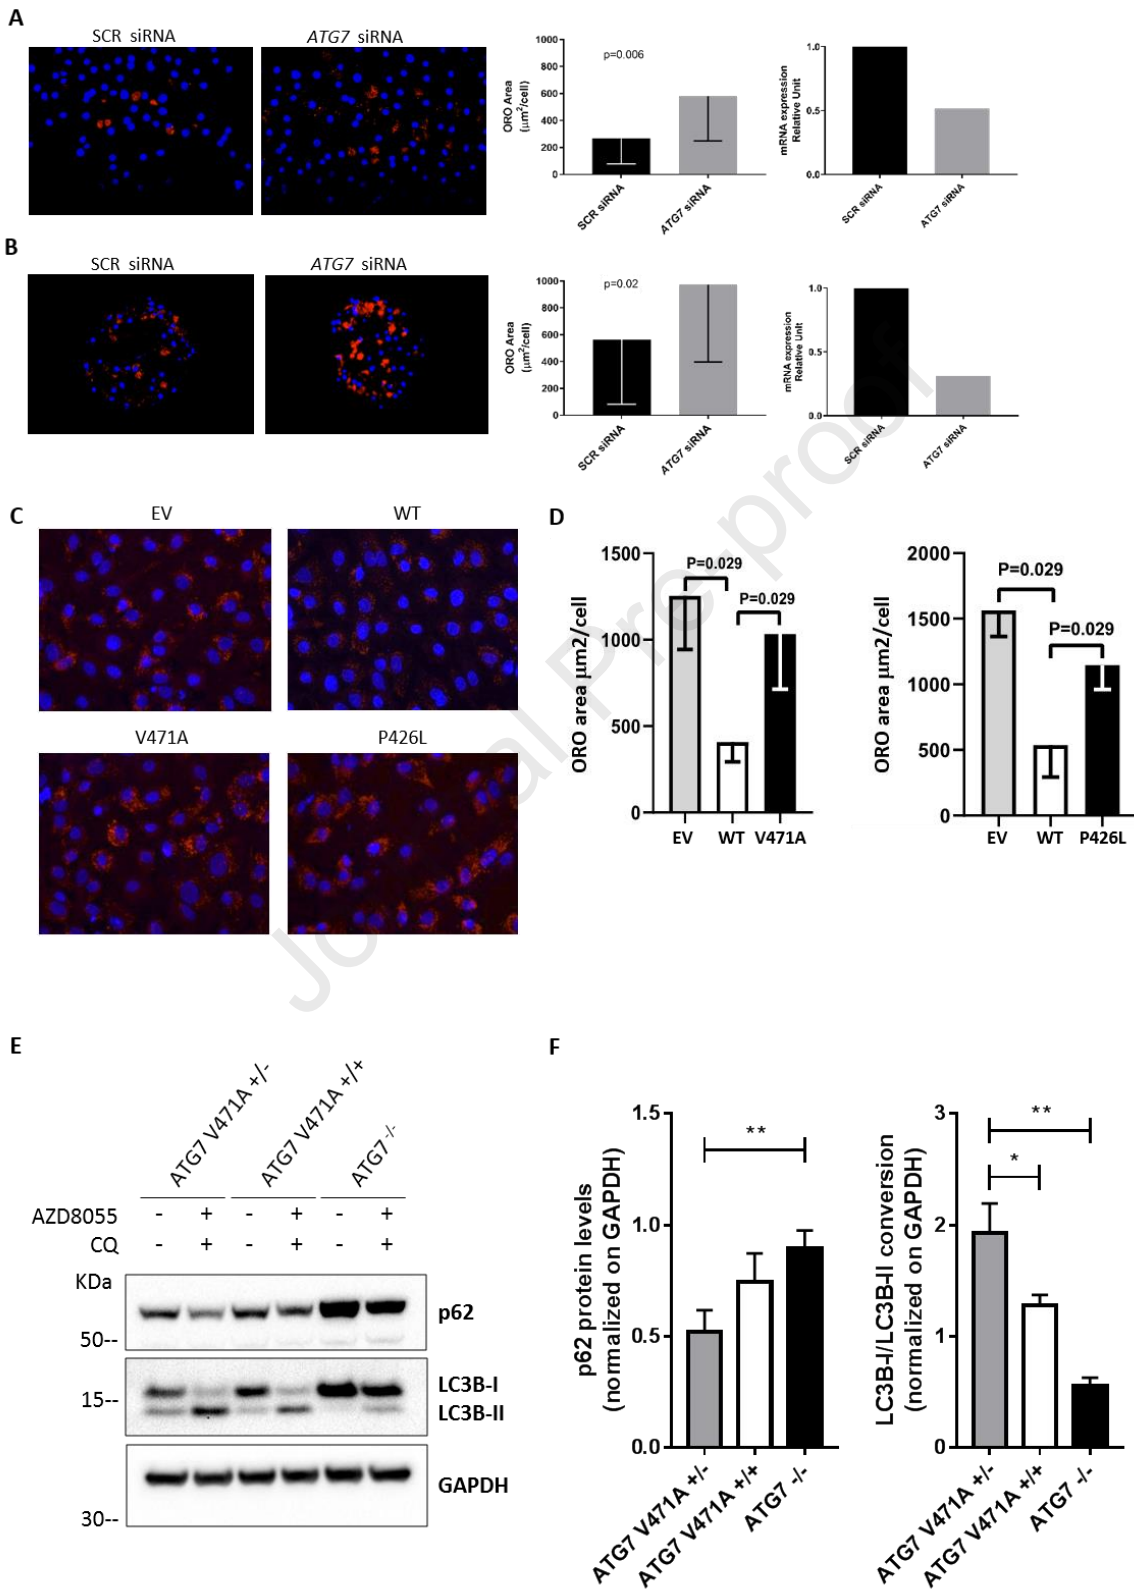 A
SCR siRNA
ATG7 siRNA
1000
800
600
400
200
0
ORO Area
(µm²/cell)
p=0.006
SCR siRNA
ATG7 siRNA
1.0
0.5
0.0
mRNA expression
Relative Unit
SCR siRNA
ATG7 siRNA
B
SCR siRNA
ATG7 siRNA
1000
800
600
400
200
0
ORO Area
(µm²/cell)
p=0.02
SCR siRNA
ATG7 siRNA
1.0
0.5
0.0
mRNA expression
Relative Unit
SCR siRNA
ATG7 siRNA
Journal Pre-proof
C
EV
WT
V471A
P426L
D
1500
1000
500
0
ORO area µm2/cell
P=0.029
P=0.029
EV WT V471A
2000
1500
1000
500
0
ORO area µm2/cell
P=0.029
P=0.029
EV WT P426L
E
ATG7 V471A +/-
ATG7 V471A +/+
ATG7 -/-
AZD8055 - + - + - +
CQ - + - + - +
KDa
p62
50--
LC3B-I
15--
LC3B-II
GAPDH
30--
F
1.5
1.0
0.5
0.0
p62 protein levels
(normalized on GAPDH)
**
ATG7 V471A +/-
ATG7 V471A +/+
ATG7 -/-
3
2
1
0
LC3B-I/LC3B-II conversion
(normalized on GAPDH)
**
*
ATG7 V471A +/-
ATG7 V471A +/+
ATG7 -/-